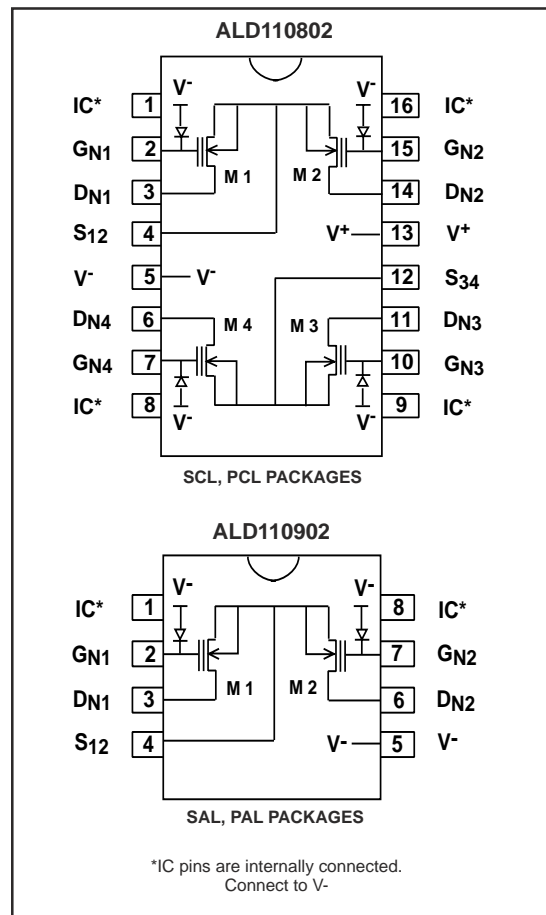 ALD110802
V- V-
IC* 1 16 IC*
GN1 2 15 GN2
M 1 M 2
DN1 3 14 DN2
S12 4 V+ 13 V+
V- 5 V- 12 S34
DN4 6 M 4 M 3 11 DN3
GN4 7 10 GN3
IC* 8 9 IC*
V- V-
SCL, PCL PACKAGES
ALD110902
V- V-
IC* 1 8 IC*
GN1 2 7 GN2
M 1 M 2
DN1 3 6 DN2
S12 4 V- 5 V-
SAL, PAL PACKAGES
*IC pins are internally connected.
Connect to V-